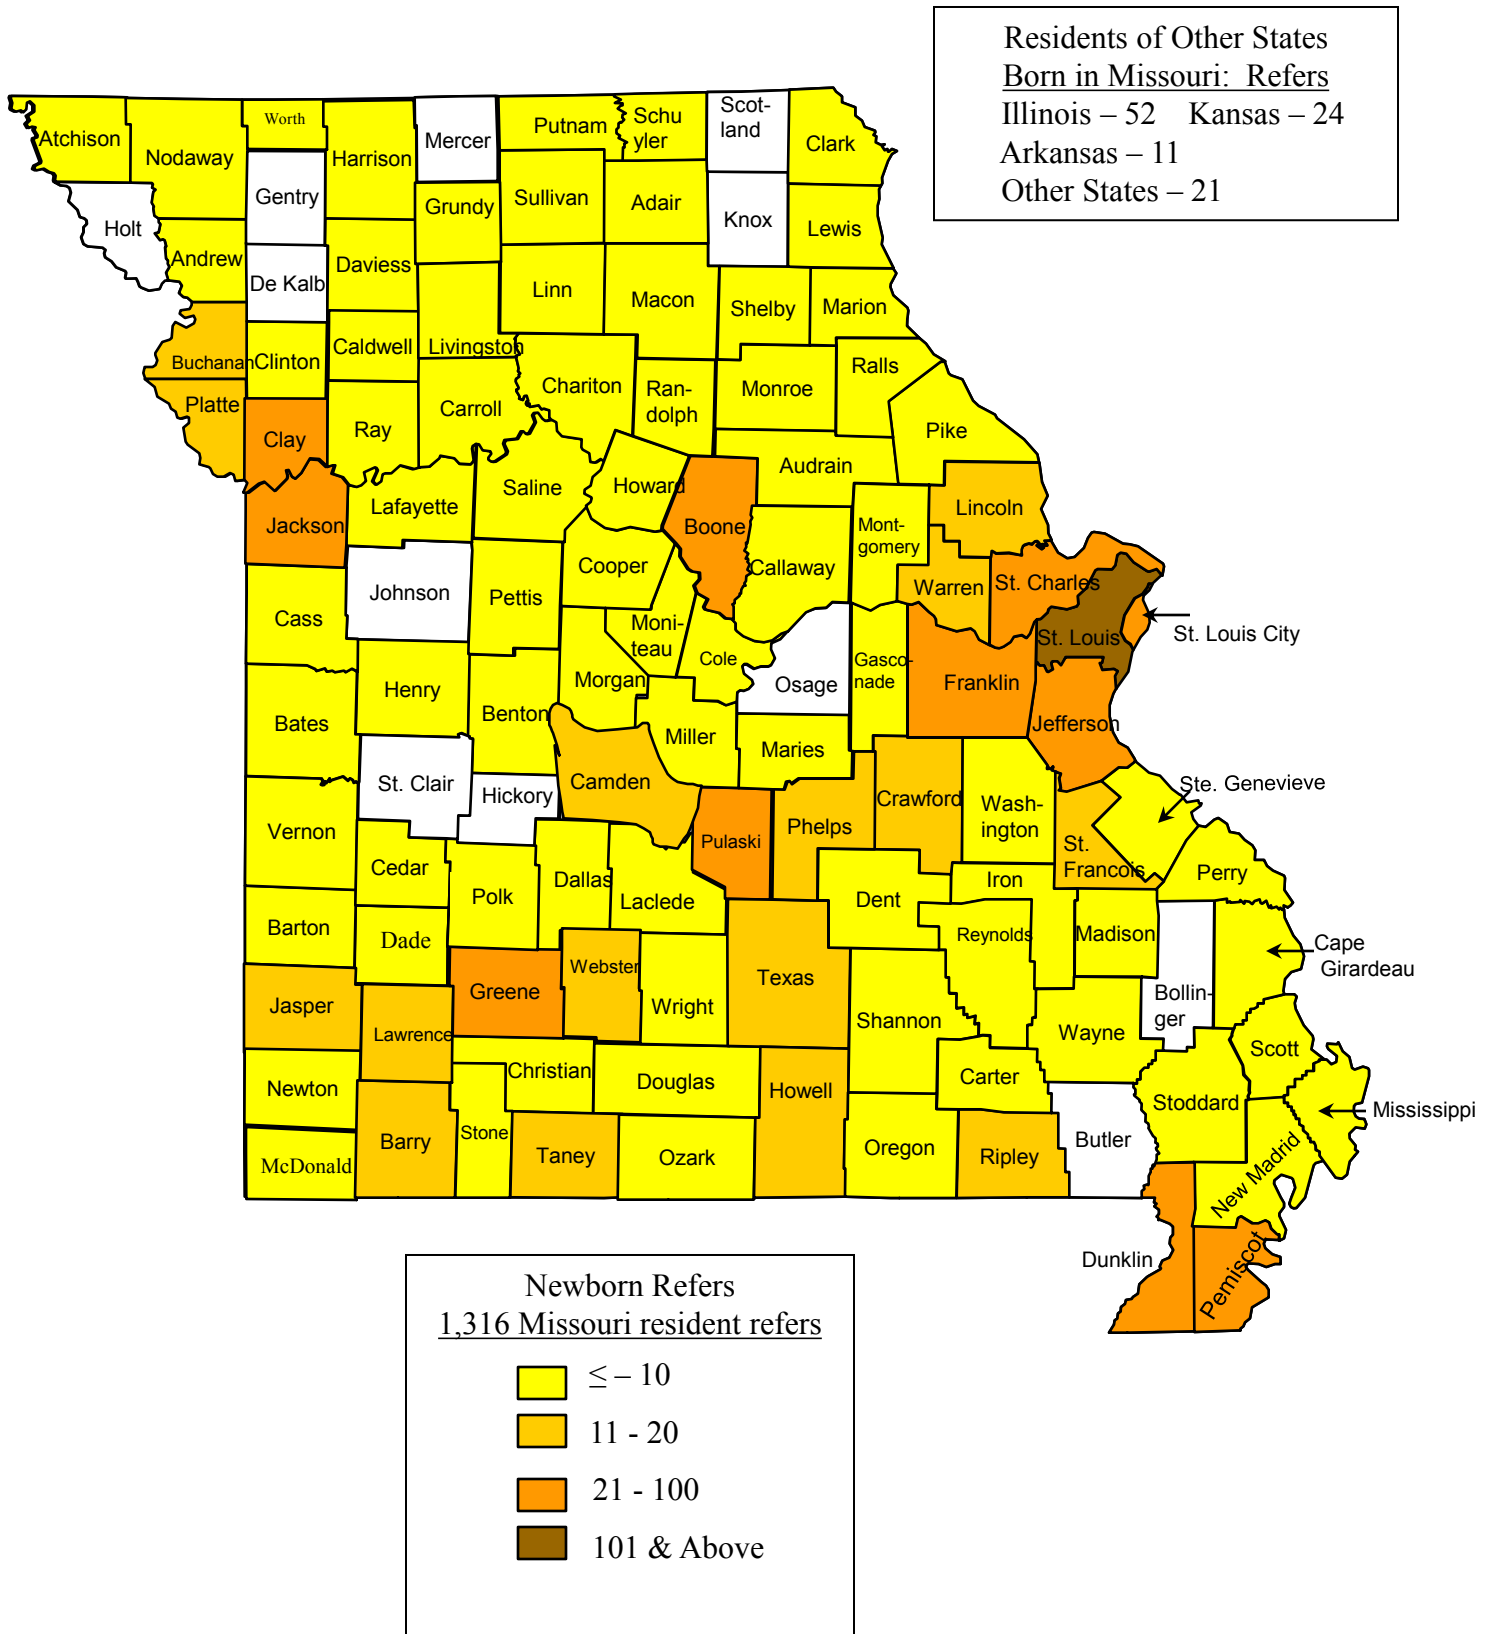 Residents of Other States
Born in Missouri: Refers
Illinois – 52 Kansas – 24
Arkansas – 11
Other States – 21
Atchison
Nodaway
Worth
Harrison
Mercer
Putnam
Schu
yler
Scot-
land
Clark
Holt
Gentry
Grundy
Sullivan
Adair
Knox
Lewis
Andrew
De Kalb
Daviess
Linn
Macon
Shelby
Marion
Buchanan
Clinton
Caldwell
Livingston
Chariton
Ran-
dolph
Monroe
Ralls
Platte
Clay
Ray
Carroll
Audrain
Pike
Jackson
Lafayette
Saline
Howard
Boone
Callaway
Mont-
gomery
Lincoln
Warren
St. Charles
St. Louis
St. Louis City
Cass
Johnson
Pettis
Cooper
Moni-
teau
Cole
Osage
Gasco-
nade
Franklin
Jefferson
Bates
Henry
Benton
Morgan
Miller
Maries
St. Clair
Hickory
Camden
Pulaski
Phelps
Crawford
Wash-
ington
Ste. Genevieve
St.
Francois
Perry
Vernon
Cedar
Polk
Dallas
Laclede
Dent
Iron
Reynolds
Madison
Cape
Girardeau
Barton
Dade
Greene
Webster
Wright
Texas
Shannon
Wayne
Bollin-
ger
Scott
Jasper
Lawrence
Christian
Douglas
Howell
Carter
Stoddard
Mississippi
Newton
Barry
Stone
Taney
Ozark
Oregon
Ripley
Butler
New Madrid
McDonald
Dunklin
Pemiscot
Newborn Refers
1,316 Missouri resident refers
≤ – 10
11 - 20
21 - 100
101 & Above